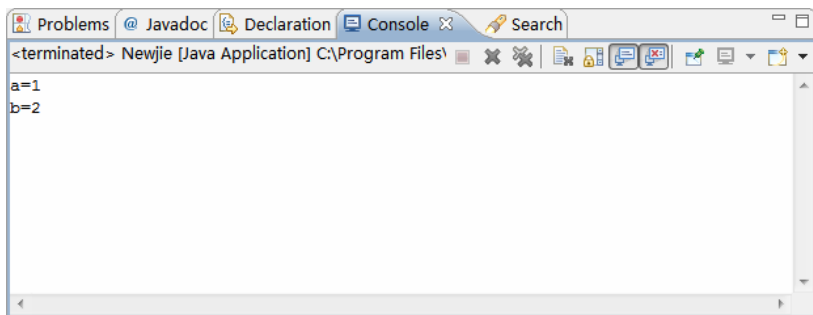 Problems @ Javadoc Declaration Console Search
<terminated> Newjie [Java Application] C:\Program Files\
a=1
b=2